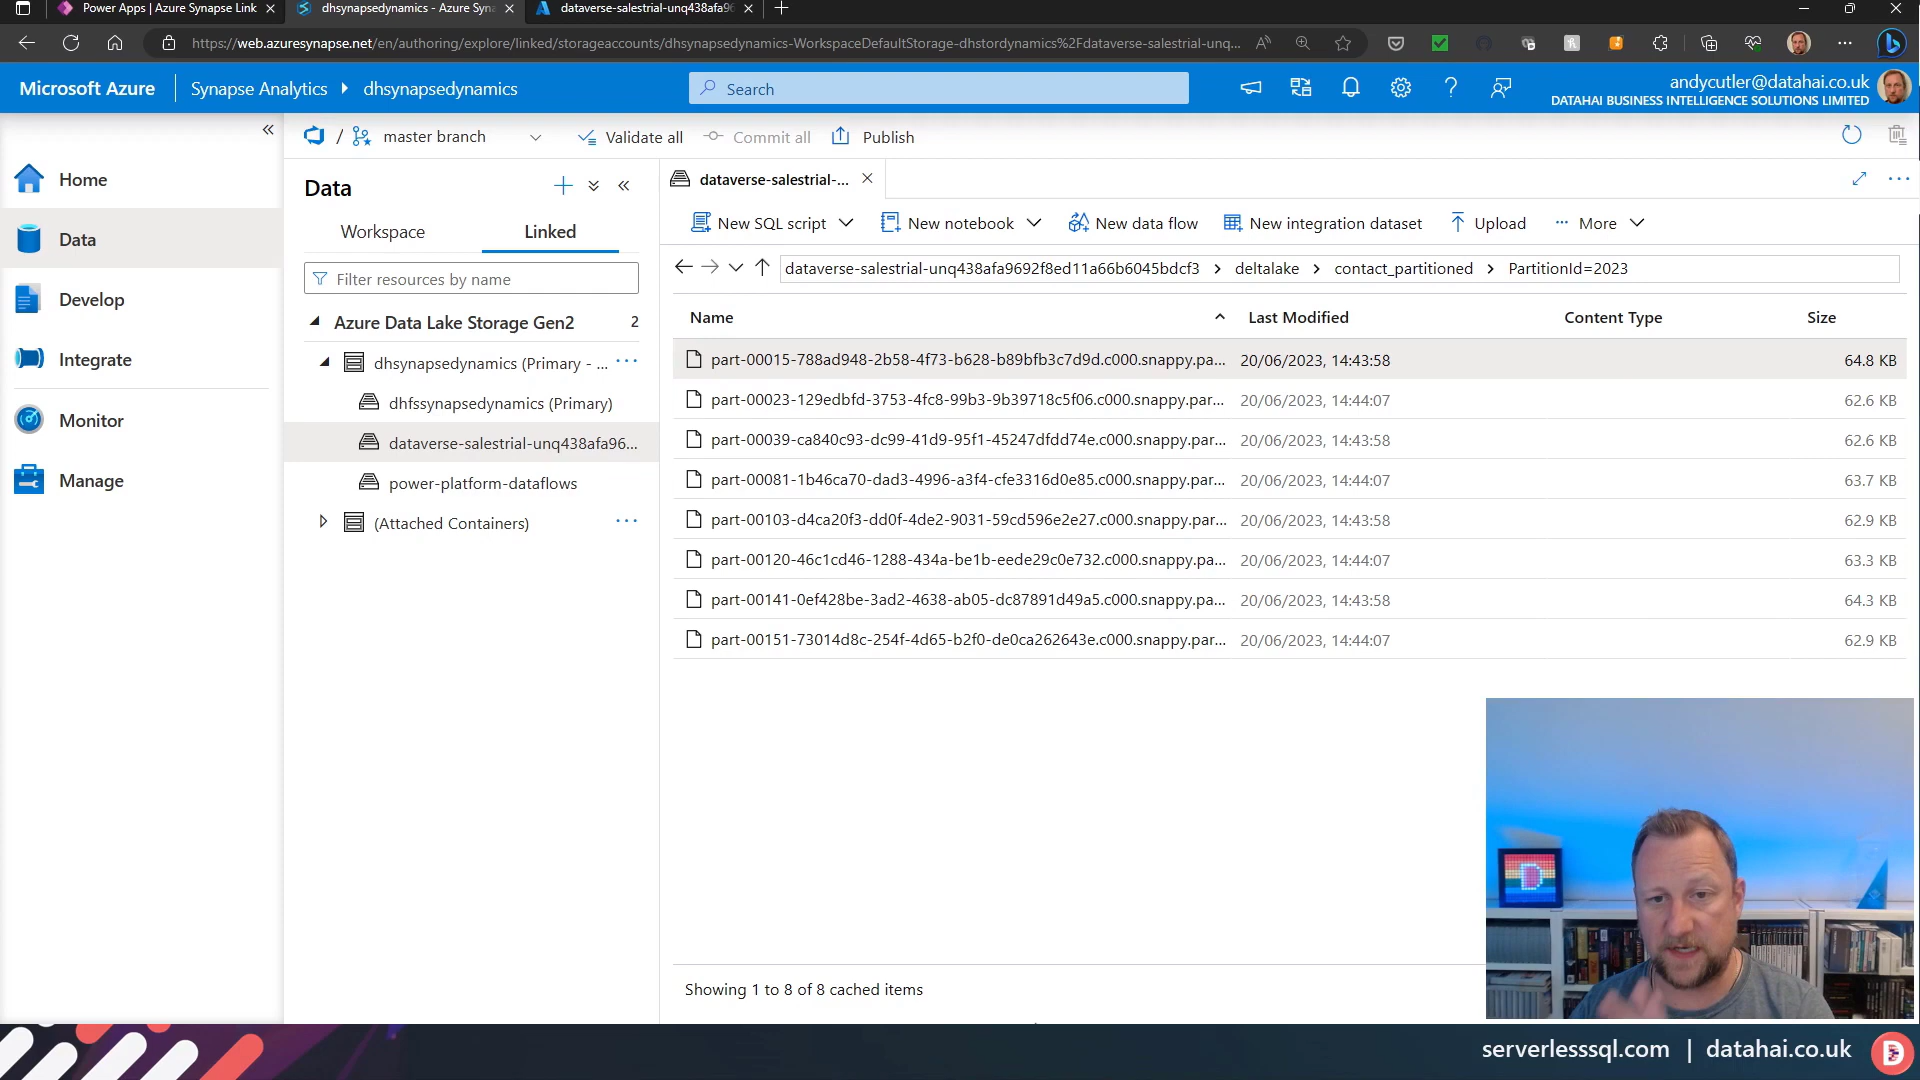 Power Apps | Azure Synapse Link
dhsynapsedynamics - Azure Syna
dataverse-salestrial-unq438afa96
https://web.azuresynapse.net/en/authoring/explore/linked/storageaccounts/dhsynapsedynamics-WorkspaceDefaultStorage-dhstordynamics%2Fdataverse-salestrial-unq...
Microsoft Azure
Synapse Analytics
dhsynapsedynamics
Search
andycutler@datahai.co.uk
DATAHAI BUSINESS INTELLIGENCE SOLUTIONS LIMITED
/ master branch
Validate all
Commit all
Publish
Home
Data
Develop
Integrate
Monitor
Manage
Data
Workspace
Linked
Filter resources by name
Azure Data Lake Storage Gen2 2
dhsynapsedynamics (Primary - ...
dhfssynapsedynamics (Primary)
dataverse-salestrial-unq438afa96...
power-platform-dataflows
(Attached Containers)
dataverse-salestrial-...
New SQL script
New notebook
New data flow
New integration dataset
Upload
More
dataverse-salestrial-unq438afa9692f8ed11a66b6045bdcf3 > deltalake > contact_partitioned > PartitionId=2023
Name Last Modified Content Type Size
part-00015-788ad948-2b58-4f73-b628-b89bfb3c7d9d.c000.snappy.pa... 20/06/2023, 14:43:58 64.8 KB
part-00023-129edbfd-3753-4fc8-99b3-9b39718c5f06.c000.snappy.par... 20/06/2023, 14:44:07 62.6 KB
part-00039-ca840c93-dc99-41d9-95f1-45247dfdd74e.c000.snappy.par... 20/06/2023, 14:43:58 62.6 KB
part-00081-1b46ca70-dad3-4996-a3f4-cfe3316d0e85.c000.snappy.par... 20/06/2023, 14:44:07 63.7 KB
part-00103-d4ca20f3-dd0f-4de2-9031-59cd596e2e27.c000.snappy.par... 20/06/2023, 14:43:58 62.9 KB
part-00120-46c1cd46-1288-434a-be1b-eede29c0e732.c000.snappy.pa... 20/06/2023, 14:44:07 63.3 KB
part-00141-0ef428be-3ad2-4638-ab05-dc87891d49a5.c000.snappy.pa... 20/06/2023, 14:43:58 64.3 KB
part-00151-73014d8c-254f-4d65-b2f0-de0ca262643e.c000.snappy.par... 20/06/2023, 14:44:07 62.9 KB
Showing 1 to 8 of 8 cached items
serverlesssql.com | datahai.co.uk